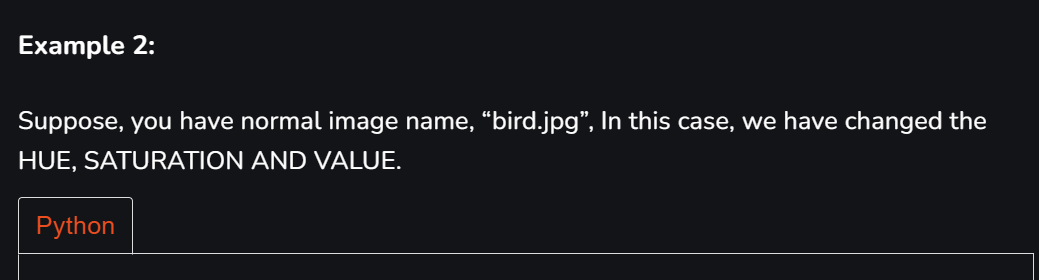 Example 2:
Suppose, you have normal image name, “bird.jpg”, In this case, we have changed the
HUE, SATURATION AND VALUE.
Python